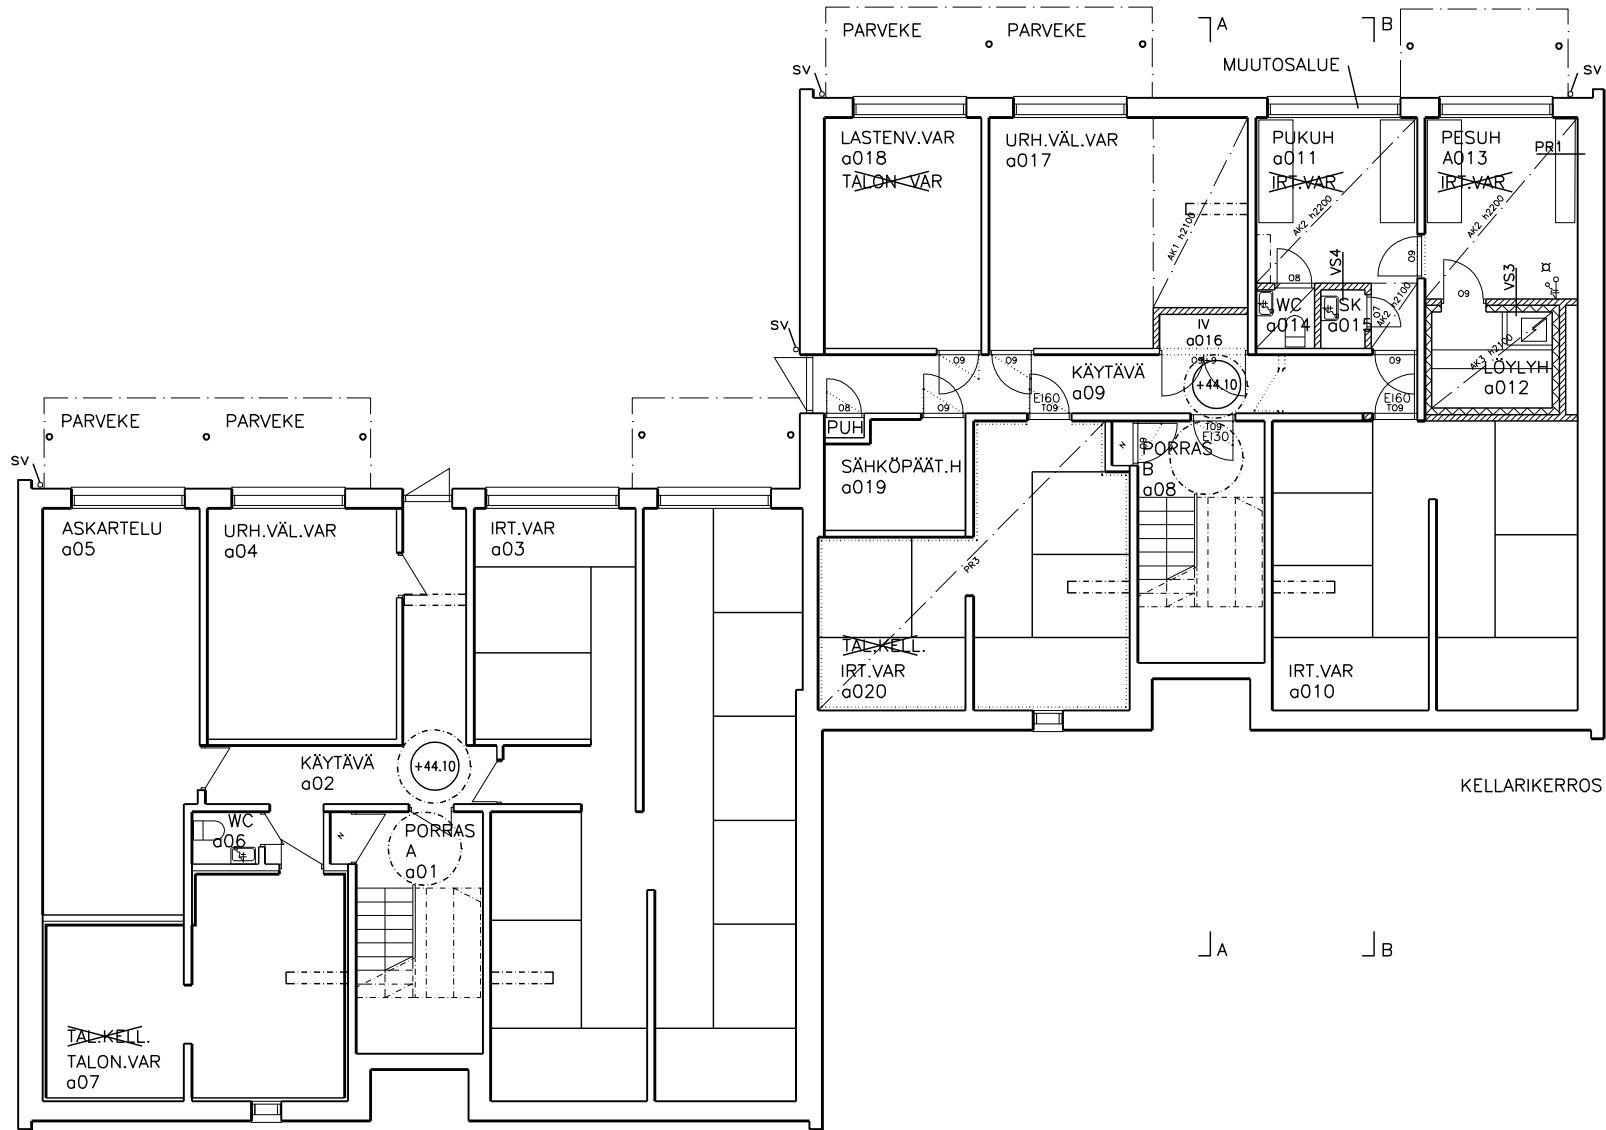 PARVEKE
PARVEKE
A
B
SV
MUUTOSALUE
SV
LASTENV.VAR
a018
TALON VAR
URH.VÄL.VAR
a017
AK1 h2100
PUKUH
a011
IRT.VAR
AK2 h2200
PESUH
A013
PR1
IRT.VAR
AK2 h2200
09
VS4
VS3
08
09
WC
a014
SK
a015
07
AK2 h2100
IV
a016
SV
AK3 h2100
LÖYLYH
a012
09
09
09
09
KÄYTÄVÄ
a09
+44.10
08
09
EI60
T09
EI60
T09
PUH
T09
EI30
N
09
PORRAS
B
a08
SÄHKÖPÄÄT.H
a019
PR3
TAL.KELL.
IRT.VAR
a020
IRT.VAR
a010
PARVEKE
PARVEKE
SV
ASKARTELU
a05
URH.VÄL.VAR
a04
IRT.VAR
a03
KÄYTÄVÄ
a02
+44.10
KELLARIKERROS
WC
a06
N
PORRAS
A
a01
A
B
TAL.KELL.
TALON.VAR
a07